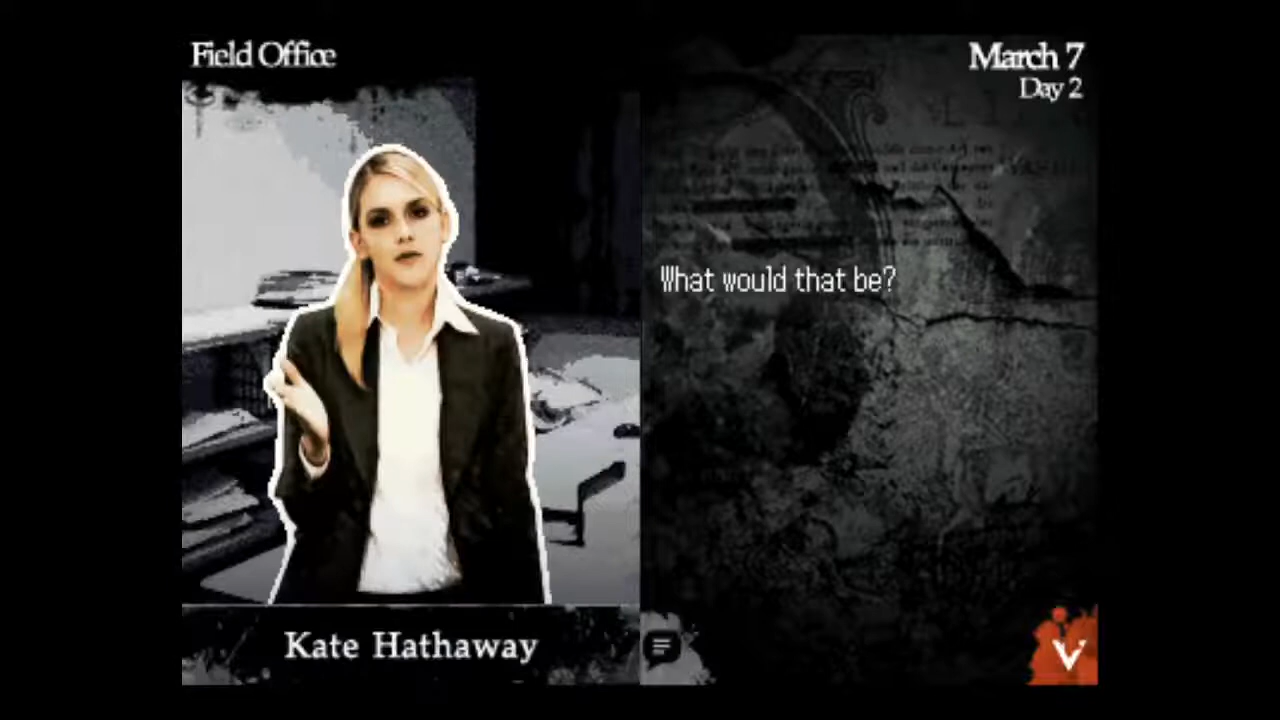 Field Office
March 7
Day 2
What would that be?
Kate Hathaway